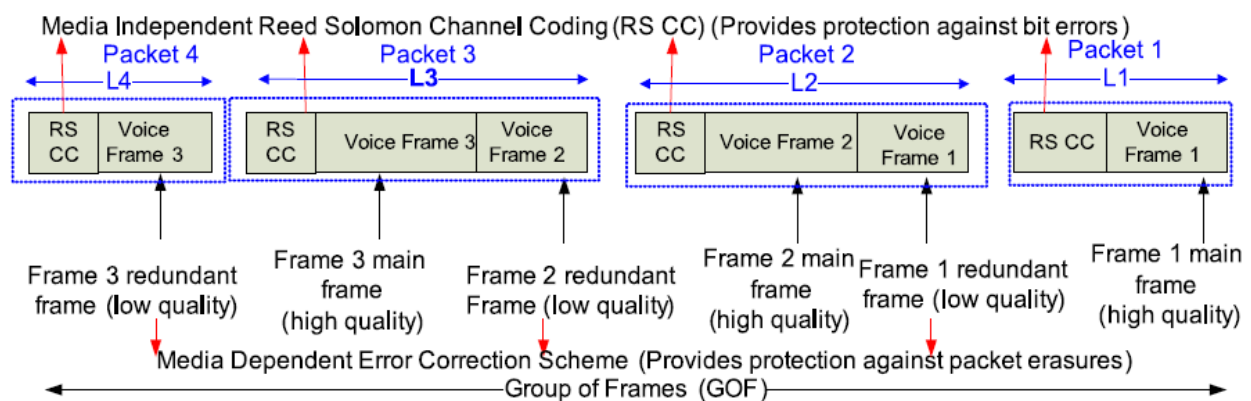 Media Independent Reed Solomon Channel Coding (RS CC) (Provides protection against bit errors)
Packet 4
Packet 3
Packet 2
Packet 1
L4
L3
L2
L1
RS
CC
Voice
Frame 3
RS
CC
Voice Frame 3
Voice
Frame 2
RS
CC
Voice Frame 2
Voice
Frame 1
RS CC
Voice
Frame 1
Frame 3 redundant
frame (low quality)
Frame 3 main
frame
(high quality)
Frame 2 redundant
Frame (low quality)
Frame 2 main
frame
(high quality)
Frame 1 redundant
frame (low quality)
Frame 1 main
frame
(high quality)
Media Dependent Error Correction Scheme (Provides protection against packet erasures)
Group of Frames (GOF)